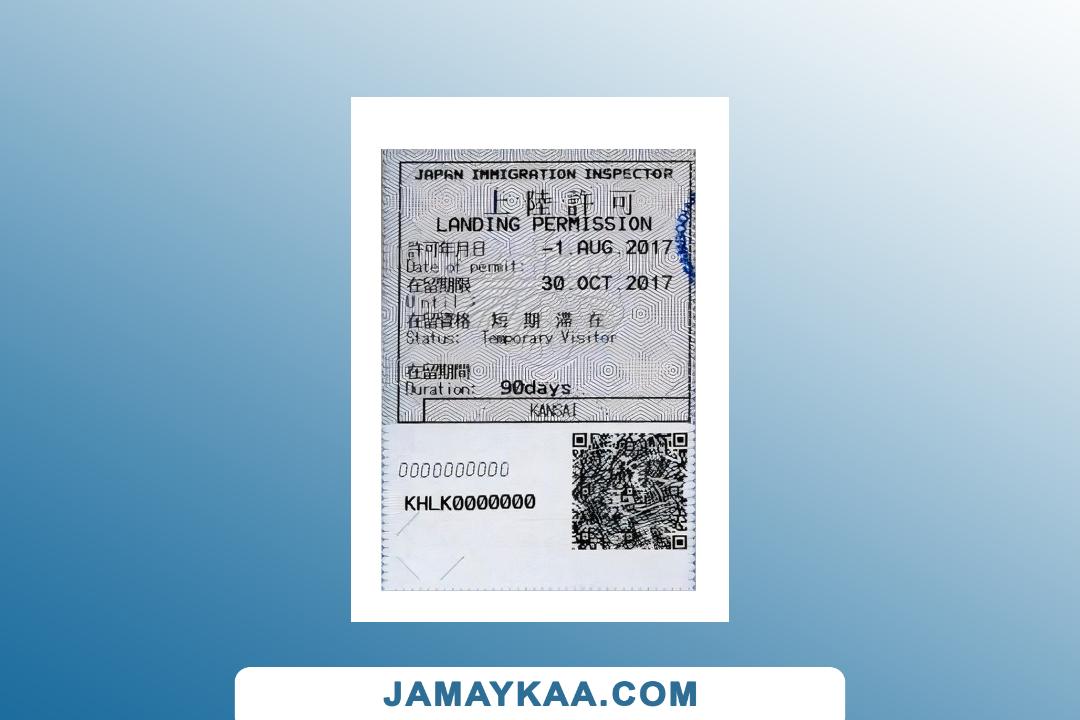 JAPAN IMMIGRATION INSPECTOR
上陸許可
LANDING PERMISSION
許可年月日 -1.AUG.2017
Date of permit:
在留期限 30 OCT.2017
Until :
在留資格 短期滞在
Status: Temporary Visitor
在留期間
Duration: 90days
KANSAI
0000000000
KHLK0000000
JAMAYKAA.COM